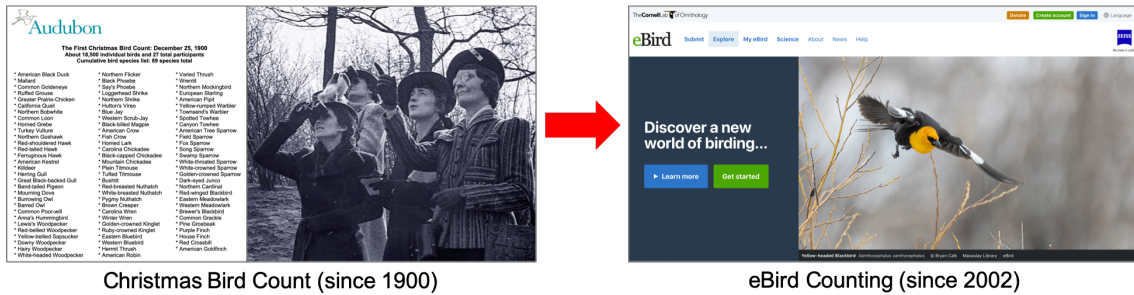 Audubon
The First Christmas Bird Count: December 25, 1900
About 18,500 individual birds and 27 total participants
Cumulative bird species list: 89 species total
* American Black Duck
* Mallard
* Common Goldeneye
* Ruffed Grouse
* Greater Prairie-Chicken
* California Quail
* Northern Bobwhite
* Common Loon
* Horned Grebe
* Turkey Vulture
* Northern Goshawk
* Red-shouldered Hawk
* Red-tailed Hawk
* Ferruginous Hawk
* American Kestrel
* Killdeer
* Herring Gull
* Great Black-backed Gull
* Band-tailed Pigeon
* Mourning Dove
* Burrowing Owl
* Barred Owl
* Common Poor-will
* Anna's Hummingbird
* Lewis's Woodpecker
* Red-bellied Woodpecker
* Yellow-bellied Sapsucker
* Downy Woodpecker
* Hairy Woodpecker
* White-headed Woodpecker
* Northern Flicker
* Black Phoebe
* Say's Phoebe
* Loggerhead Shrike
* Northern Shrike
* Hutton's Vireo
* Blue Jay
* Western Scrub-Jay
* Black-billed Magpie
* American Crow
* Fish Crow
* Horned Lark
* Carolina Chickadee
* Black-capped Chickadee
* Mountain Chickadee
* Plain Titmouse
* Tufted Titmouse
* Bushtit
* Red-breasted Nuthatch
* White-breasted Nuthatch
* Pygmy Nuthatch
* Brown Creeper
* Carolina Wren
* Winter Wren
* Golden-crowned Kinglet
* Ruby-crowned Kinglet
* Eastern Bluebird
* Western Bluebird
* Hermit Thrush
* American Robin
* Varied Thrush
* Wrentit
* Northern Mockingbird
* European Starling
* American Pipit
* Yellow-rumped Warbler
* Townsend's Warbler
* Spotted Towhee
* Canyon Towhee
* American Tree Sparrow
* Field Sparrow
* Fox Sparrow
* Song Sparrow
* Swamp Sparrow
* White-throated Sparrow
* White-crowned Sparrow
* Golden-crowned Sparrow
* Dark-eyed Junco
* Northern Cardinal
* Red-winged Blackbird
* Eastern Meadowlark
* Western Meadowlark
* Brewer's Blackbird
* Common Grackle
* Pine Grosbeak
* Purple Finch
* House Finch
* Red Crossbill
* American Goldfinch
Christmas Bird Count (since 1900)
TheCornellLab of Ornithology
Donate Create account Sign in Language
eBird Submit Explore My eBird Science About News Help
ZEISS
Discover a new
world of birding...
Learn more Get started
Yellow-headed Blackbird Xanthocephalus xanthocephalus © Bryan Calk Macaulay Library eBird
eBird Counting (since 2002)